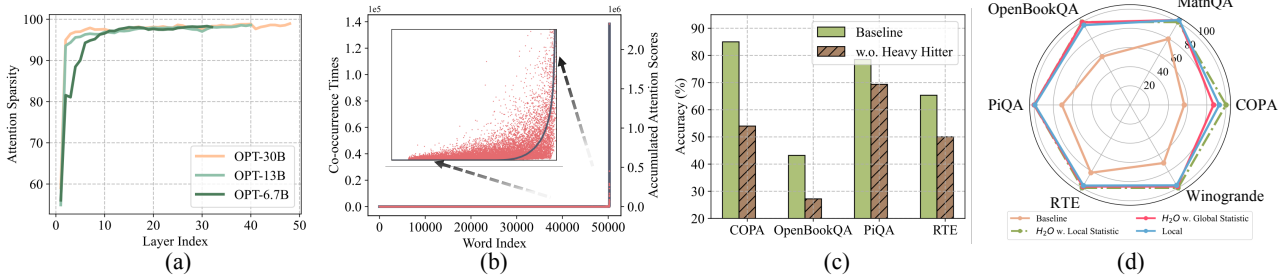 100
90
80
70
60
Attention Sparsity
0
10
20
30
40
50
Layer Index
OPT-30B
OPT-13B
OPT-6.7B
(a)
1e5
1e6
1.4
1.2
1.0
0.8
0.6
0.4
0.2
0.0
Co-occurrence Times
2.0
1.5
1.0
0.5
0.0
Accumulated Attention Scores
0
10000
20000
30000
40000
50000
Word Index
(b)
90
80
70
60
50
40
30
20
Accuracy (%)
Baseline
w.o. Heavy Hitter
COPA
OpenBookQA
PiQA
RTE
(c)
OpenBookQA
MathQA
PiQA
COPA
RTE
Winogrande
100
80
60
40
20
Baseline
H2O w. Global Statistic
H2O w. Local Statistic
Local
(d)